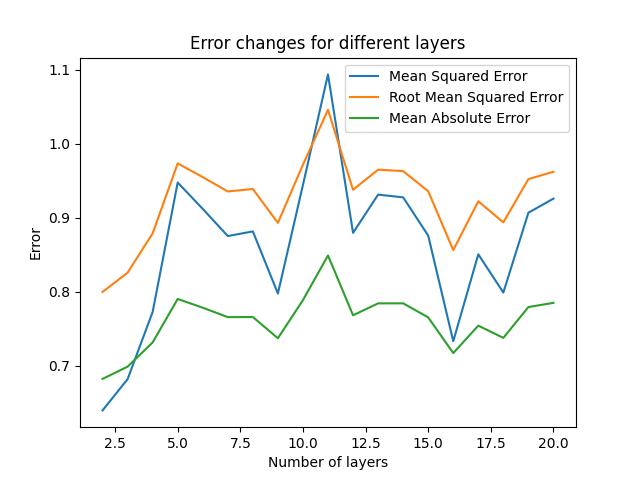 Error changes for different layers
Mean Squared Error
Root Mean Squared Error
Mean Absolute Error
1.1
1.0
0.9
0.8
0.7
Error
2.5 5.0 7.5 10.0 12.5 15.0 17.5 20.0
Number of layers